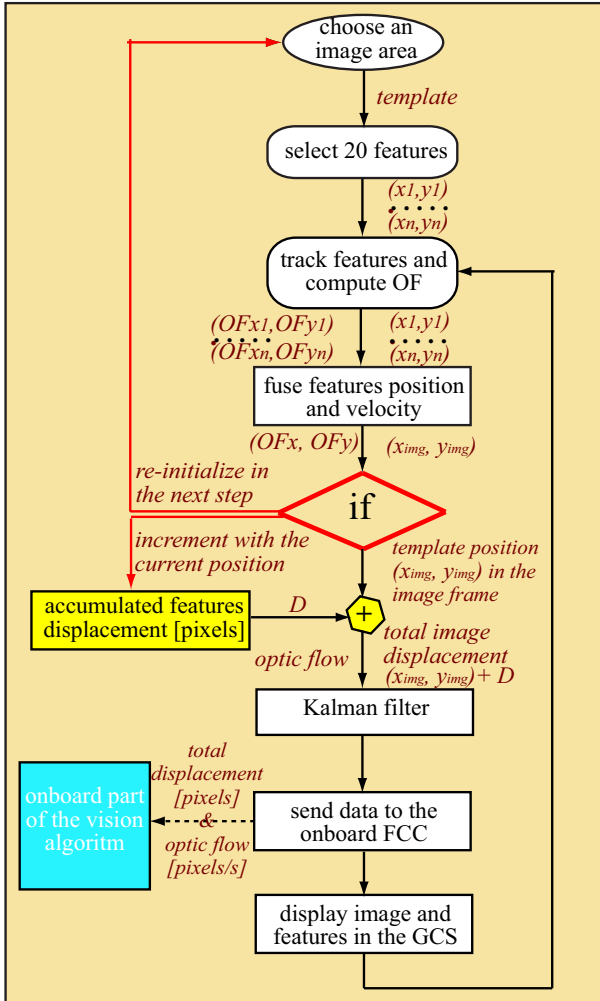 choose an
image area
template
select 20 features
(x1,y1)
(xn,yn)
track features and
compute OF
(OFx1,OFy1)
(x1,y1)
(OFxn,OFyn)
(xn,yn)
fuse features position
and velocity
(OFx, OFy)
(ximg, yimg)
re-initialize in
the next step
if
increment with the
current position
template position
(ximg, yimg) in the
image frame
accumulated features
displacement [pixels]
D
+
optic flow
total image
displacement
(ximg, yimg)+ D
Kalman filter
total
displacement
[pixels]
&
optic flow
[pixels/s]
onboard part
of the vision
algoritm
send data to the
onboard FCC
display image and
features in the GCS